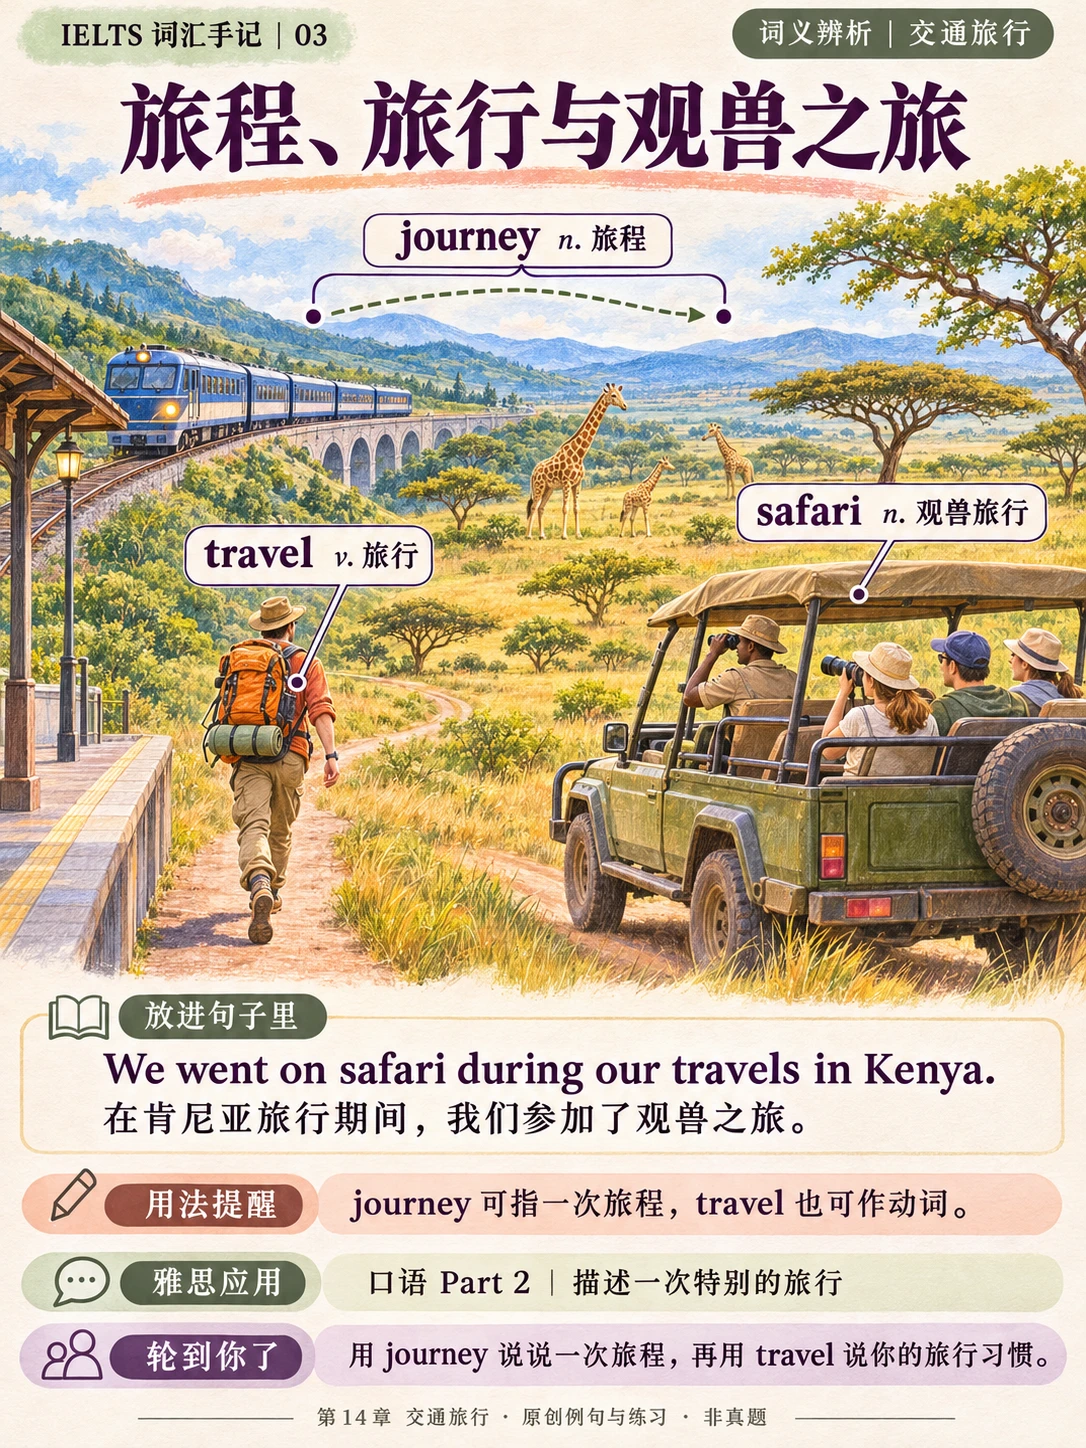 IELTS 词汇手记 | 03
词义辨析 | 交通旅行
旅程、旅行与观兽之旅
journey n. 旅程
safari n. 观兽旅行
travel v. 旅行
放进句子里
We went on safari during our travels in Kenya.
在肯尼亚旅行期间，我们参加了观兽之旅。
用法提醒
journey 可指一次旅程，travel 也可作动词。
雅思应用
口语 Part 2 | 描述一次特别的旅行
轮到你了
用 journey 说说一次旅程，再用 travel 说你的旅行习惯。
第14章 交通旅行 · 原创例句与练习 · 非真题